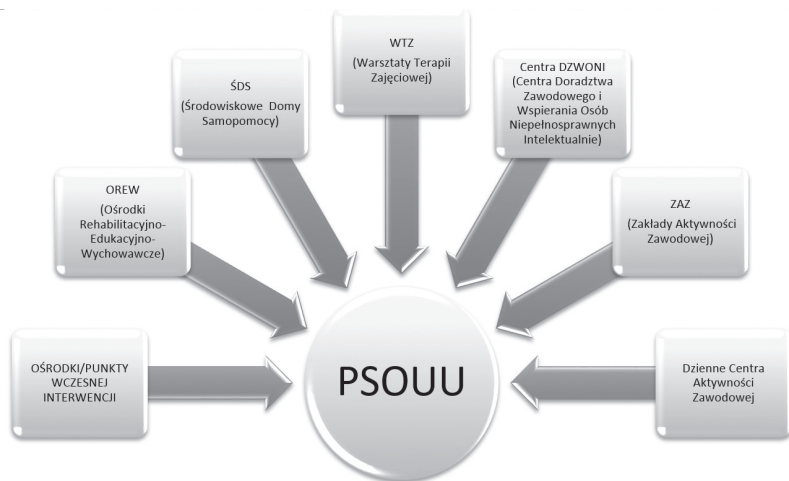 WTZ
(Warsztaty Terapii
Zajęciowej)
ŚDS
(Środowiskowe Domy
Samopomocy)
Centra DZWONI
(Centra Doradztwa
Zawodowego i
Wspierania Osób
Niepełnosprawnych
Intelektualnie)
OREW
(Ośrodki
Rehabilitacyjno-
Edukacyjno-
Wychowawcze)
ZAZ
(Zakłady Aktywności
Zawodowej)
OŚRODKI/PUNKTY
WCZESNEJ
INTERWENCJI
PSOUU
Dzienne Centra
Aktywności
Zawodowej